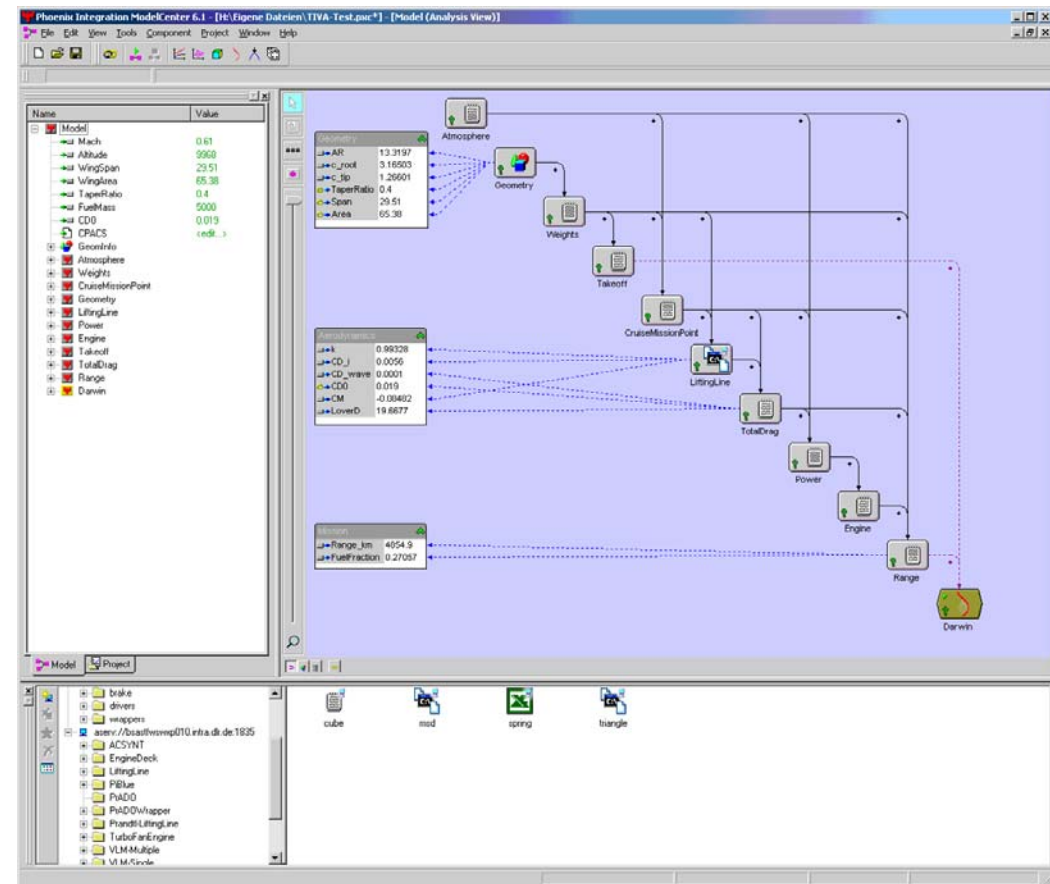 Phoenix Integration ModelCenter 6.1 - [H:\Eigene Dateien\TIVA-Test.pxc*] - [Model (Analysis View)]
File Edit View Tools Component Project Window Help
Name Value
Model
Mach 0.61
Altitude 9960
WingSpan 29.51
WingArea 65.38
TaperRatio 0.4
FuelMass 5000
CD0 0.019
CPACS <edit...>
GeomInfo
Atmosphere
Weights
CruiseMissionPoint
Geometry
LiftingLine
Power
Engine
Takeoff
TotalDrag
Range
Darwin
Model Project
Atmosphere
Geometry
AR 13.3197
c_root 3.16503
c_tip 1.26601
TaperRatio 0.4
Span 29.51
Area 65.38
Geometry
Weights
Takeoff
CruiseMissionPoint
Aerodynamics
k 0.99328
CD_i 0.0056
CD_wave 0.0001
CD0 0.019
CM -0.08482
LoverD 19.6677
LiftingLine
TotalDrag
Power
Engine
Mission
Range_km 4054.9
FuelFraction 0.27057
Range
Darwin
brake
drivers
wrappers
aserv://bsastlwsvwp010.intra.dlr.de:1835
ACSYNT
EngineDeck
LiftingLine
PiBlue
PrADO
PrADOWrapper
Prandtl-LiftingLine
TurboFanEngine
VLM-Multiple
VLM-Single
cube msd spring triangle